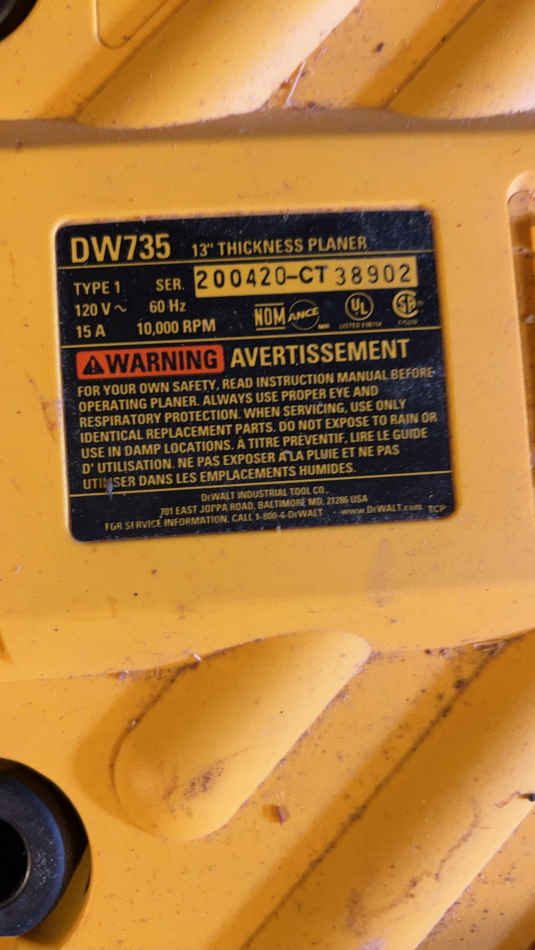 DW735 13" THICKNESS PLANER
TYPE 1 SER. 200420-CT 38902
120 V ~ 60 Hz
15 A 10,000 RPM
NOM ANCE UL
WARNING AVERTISSEMENT
FOR YOUR OWN SAFETY, READ INSTRUCTION MANUAL BEFORE
OPERATING PLANER. ALWAYS USE PROPER EYE AND
RESPIRATORY PROTECTION. WHEN SERVICING, USE ONLY
IDENTICAL REPLACEMENT PARTS. DO NOT EXPOSE TO RAIN OR
USE IN DAMP LOCATIONS. À TITRE PRÉVENTIF, LIRE LE GUIDE
D' UTILISATION. NE PAS EXPOSER A LA PLUIE ET NE PAS
UTILISER DANS LES EMPLACEMENTS HUMIDES.
DeWALT INDUSTRIAL TOOL CO.,
701 EAST JOPPA ROAD, BALTIMORE MD. 21286 USA
FOR SERVICE INFORMATION, CALL 1-800-4-DeWALT www.DeWALT.com TCP